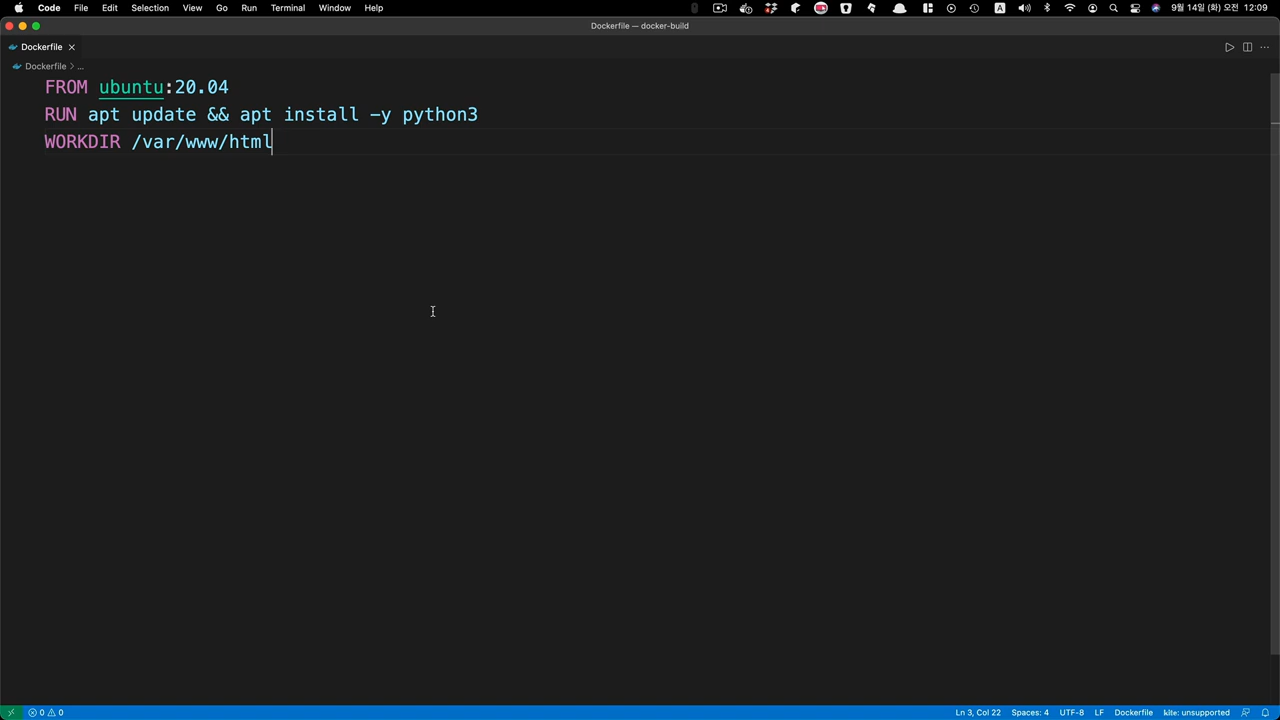 Code File Edit Selection View Go Run Terminal Window Help 9월 14일 (화) 오전 12:09
Dockerfile — docker-build
Dockerfile
Dockerfile > ...
FROM ubuntu:20.04
RUN apt update && apt install -y python3
WORKDIR /var/www/html
0 0 Ln 3, Col 22 Spaces: 4 UTF-8 LF Dockerfile kite: unsupported